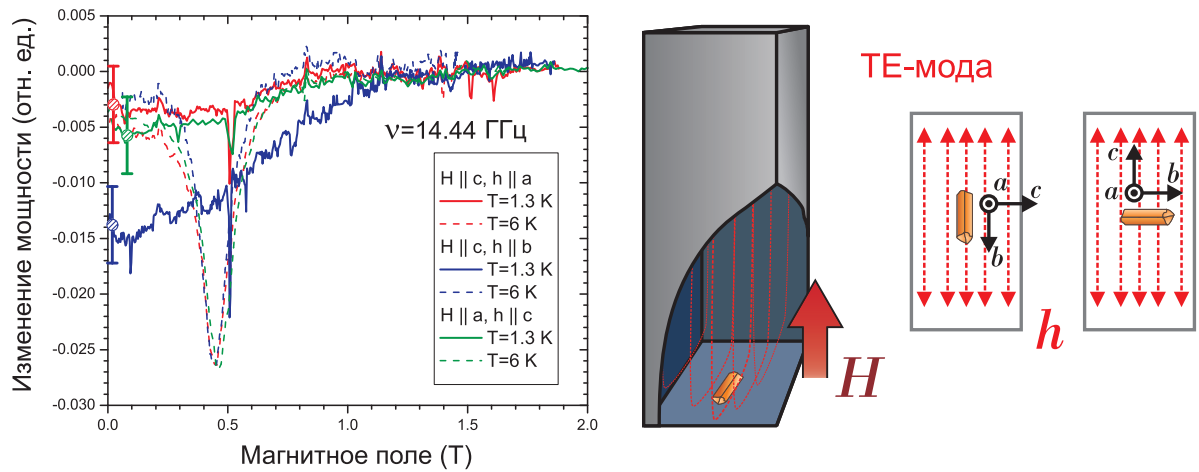 0.005
0.000
-0.005
-0.010
-0.015
-0.020
-0.025
-0.030
Изменение мощности (отн. ед.)
0.0
0.5
1.0
1.5
2.0
Магнитное поле (T)
ν=14.44 ГГц
H || c, h || a
T=1.3 K
T=6 K
H || c, h || b
T=1.3 K
T=6 K
H || a, h || c
T=1.3 K
T=6 K
H
TE-мода
a
c
b
c
b
a
h